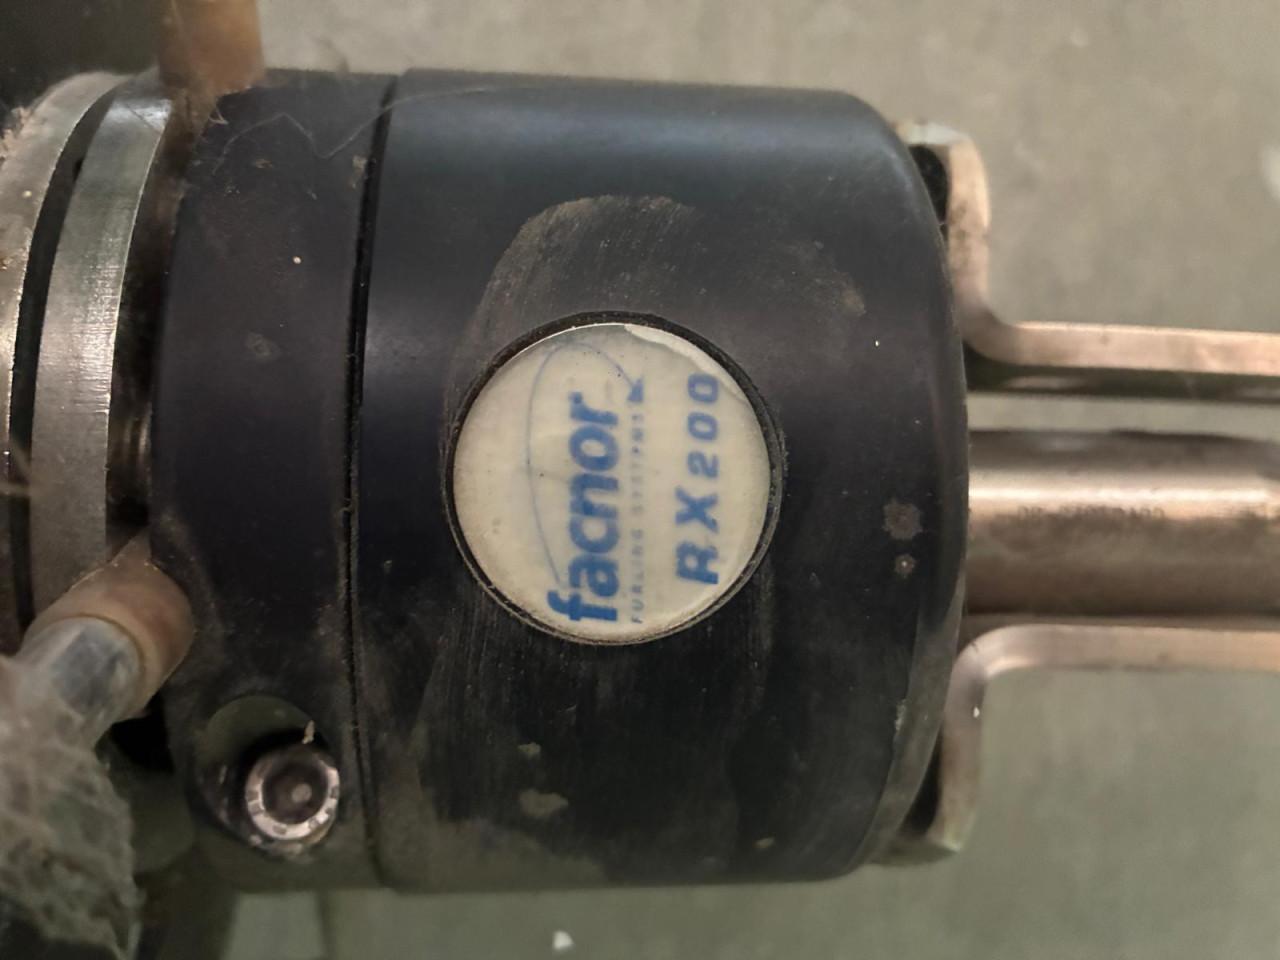 facnor
FURLING SYSTEMS
RX200